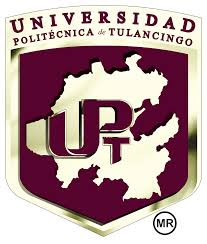 UNIVERSIDAD
POLITÉCNICA de TULANCINGO
UPT
MR